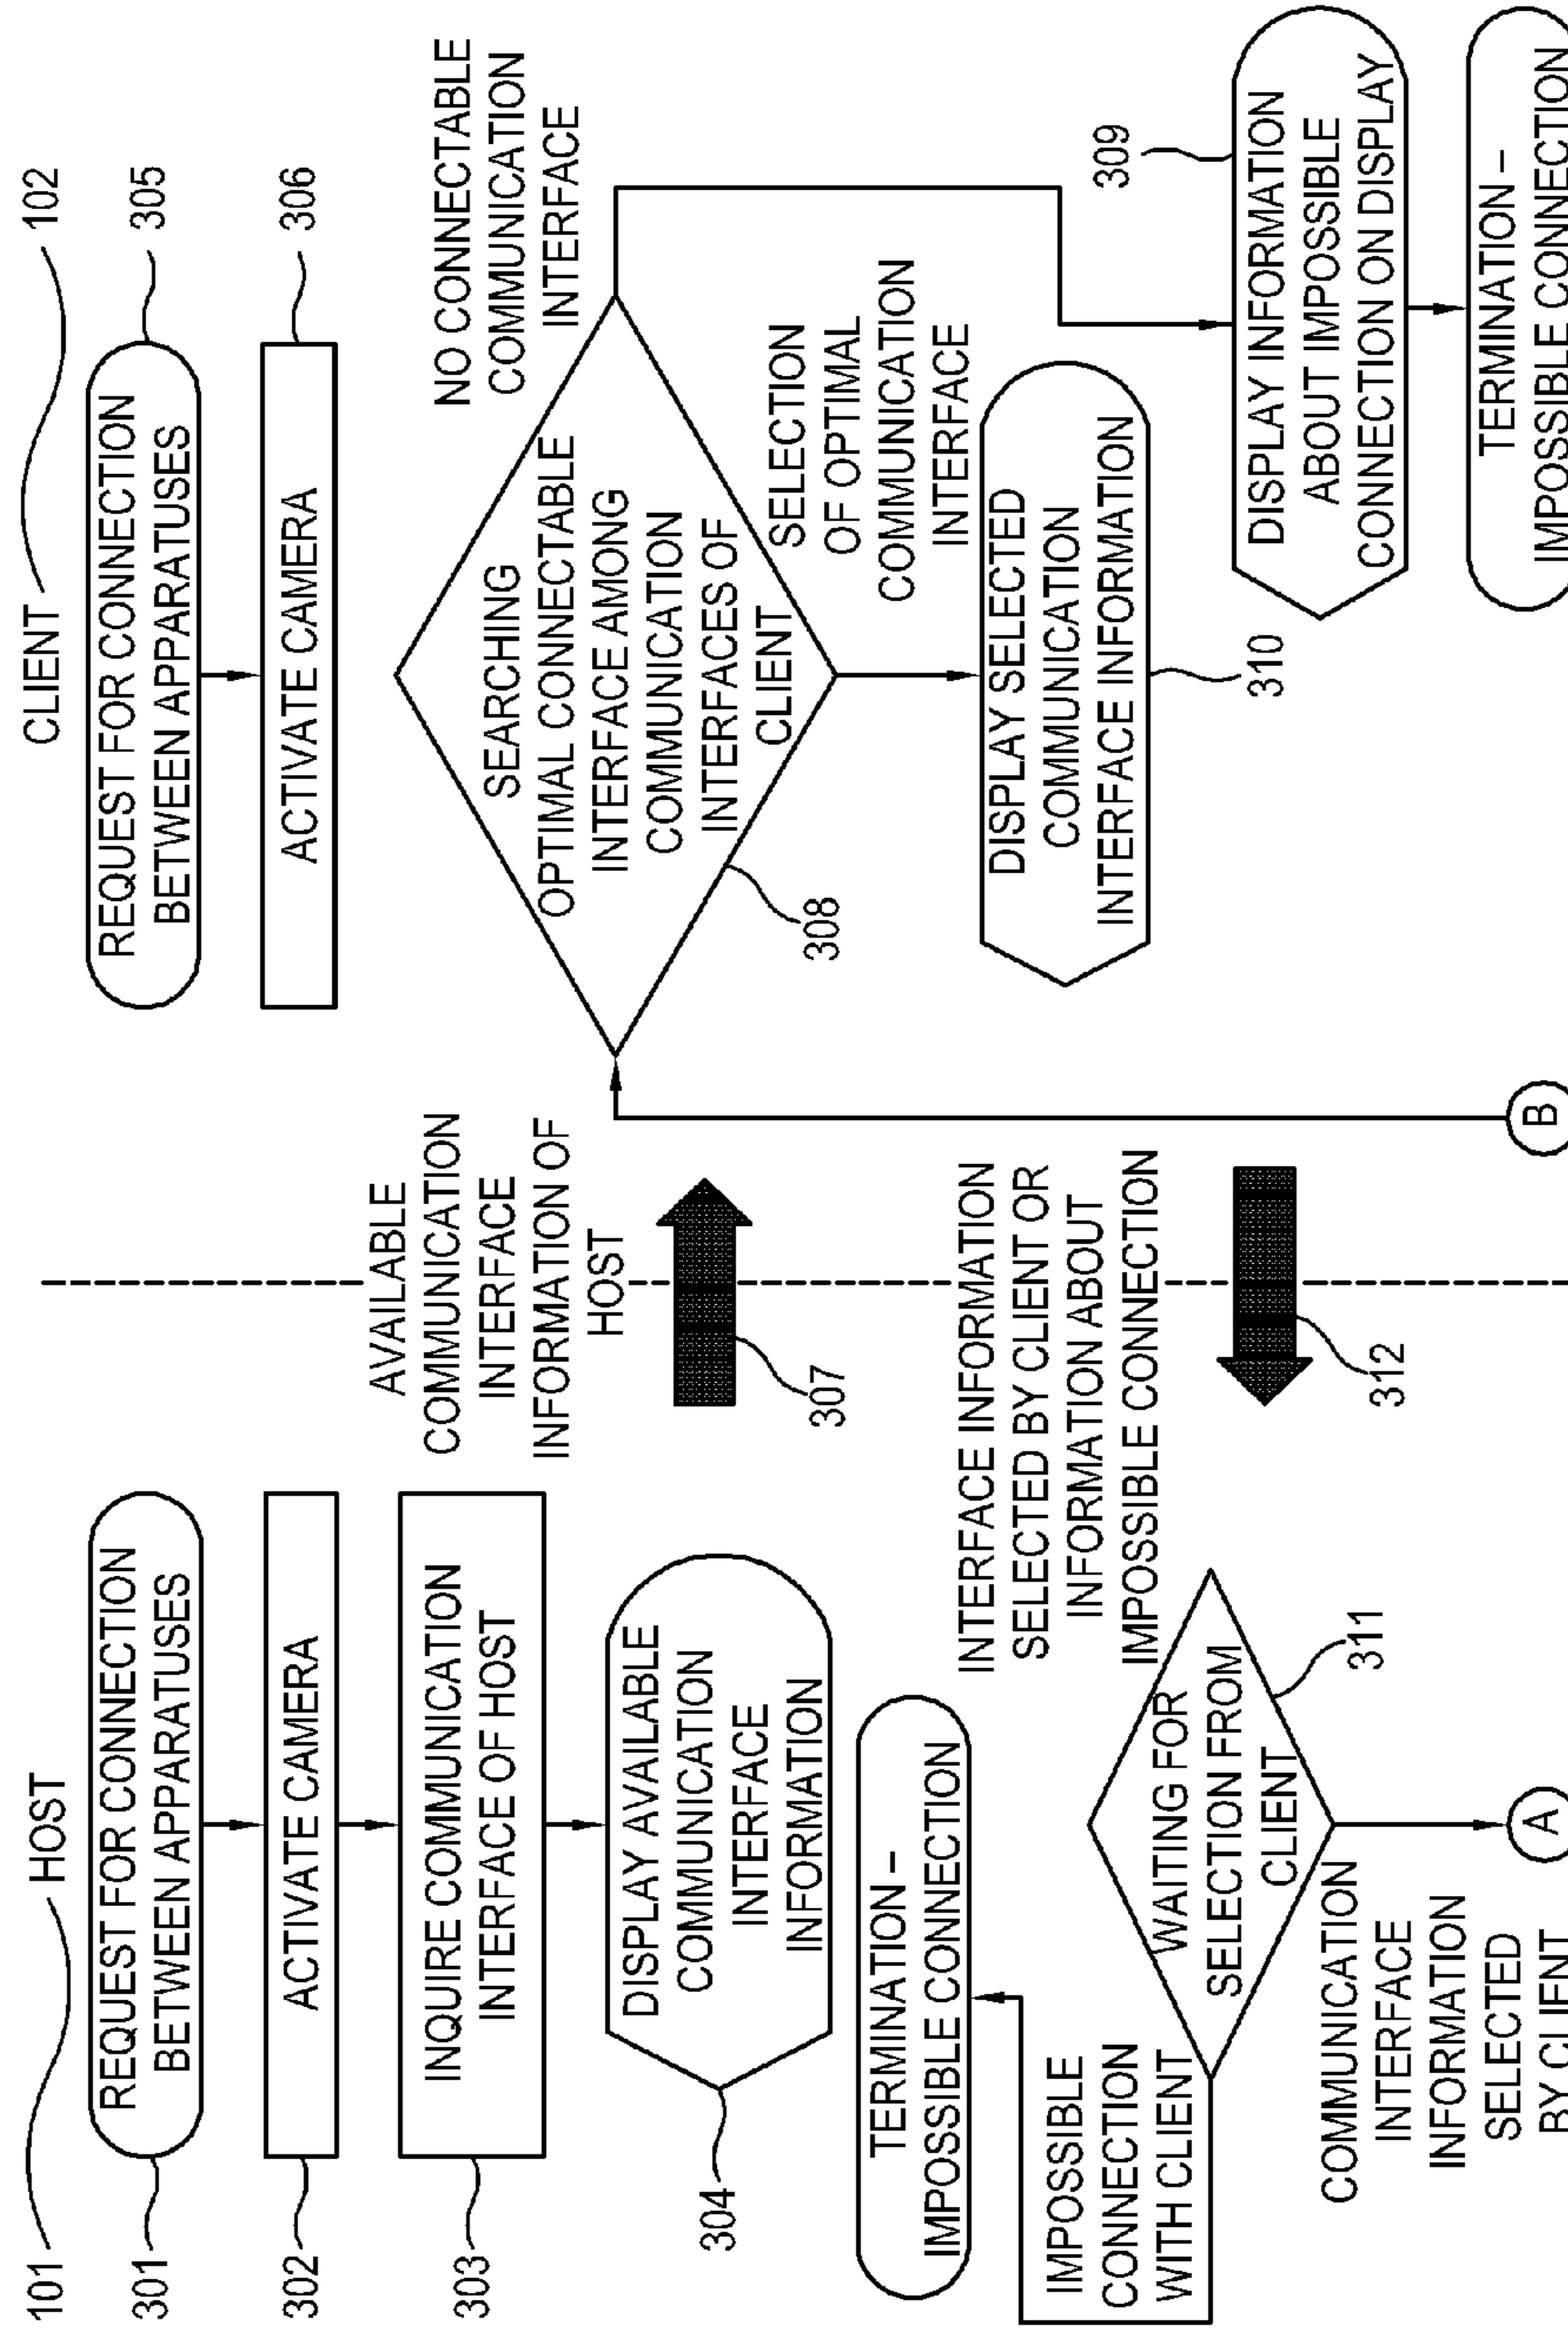 101
HOST
301
REQUEST FOR CONNECTION
BETWEEN APPARATUSES
302
ACTIVATE CAMERA
303
INQUIRE COMMUNICATION
INTERFACE OF HOST
304
DISPLAY AVAILABLE
COMMUNICATION
INTERFACE
INFORMATION
TERMINATION –
IMPOSSIBLE CONNECTION
IMPOSSIBLE
CONNECTION
WITH CLIENT
WAITING FOR
SELECTION FROM
CLIENT
311
COMMUNICATION
INTERFACE
INFORMATION
SELECTED
BY CLIENT
A
AVAILABLE
COMMUNICATION
INTERFACE
INFORMATION OF
HOST
307
INTERFACE INFORMATION
SELECTED BY CLIENT OR
INFORMATION ABOUT
IMPOSSIBLE CONNECTION
312
B
CLIENT
102
REQUEST FOR CONNECTION
BETWEEN APPARATUSES
305
ACTIVATE CAMERA
306
SEARCHING
OPTIMAL CONNECTABLE
INTERFACE AMONG
COMMUNICATION
INTERFACES OF
CLIENT
308
NO CONNECTABLE
COMMUNICATION
INTERFACE
SELECTION
OF OPTIMAL
COMMUNICATION
INTERFACE
DISPLAY SELECTED
COMMUNICATION
INTERFACE INFORMATION
310
309
DISPLAY INFORMATION
ABOUT IMPOSSIBLE
CONNECTION ON DISPLAY
TERMINATION –
IMPOSSIBLE CONNECTION